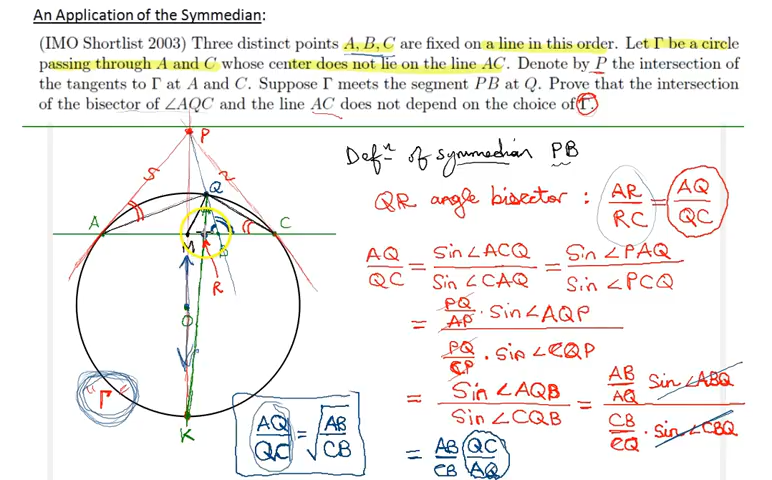 An Application of the Symmedian:
(IMO Shortlist 2003) Three distinct points A, B, C are fixed on a line in this order. Let Γ be a circle
passing through A and C whose center does not lie on the line AC. Denote by P the intersection of
the tangents to Γ at A and C. Suppose Γ meets the segment PB at Q. Prove that the intersection
of the bisector of ∠AQC and the line AC does not depend on the choice of Γ.
Defⁿ of symmedian PB
QR angle bisector : AR/RC = AQ/QC
AQ/QC = Sin∠ACQ / Sin∠CAQ = Sin∠PAQ / Sin∠PCQ
= (PQ/AP · Sin∠AQP) / (PQ/CP · Sin∠CQP)
= Sin∠AQB / Sin∠CQB = (AB/AQ Sin∠ABQ) / (CB/CQ · Sin∠CBQ)
= AB/CB (QC/AQ)
AQ/QC = √(AB/CB)
P
S
2
Q
A
C
M
B
R
O
Γ
K